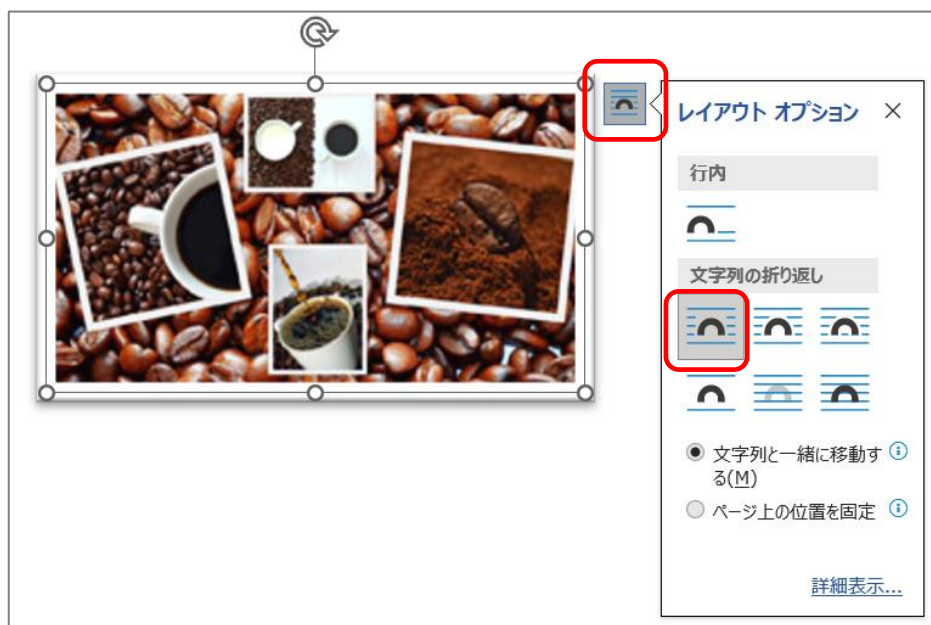 レイアウト オプション
行内
文字列の折り返し
文字列と一緒に移動す
る(M)
ページ上の位置を固定
詳細表示...